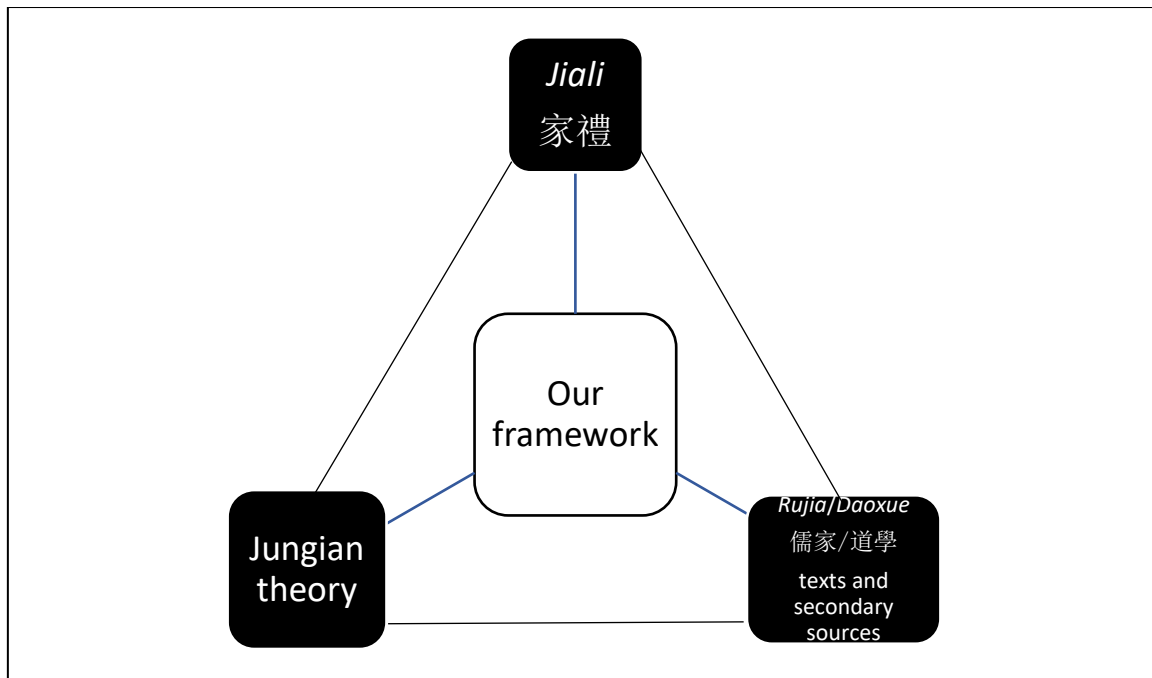 Jiali
家禮
Our
framework
Jungian
theory
Rujia/Daoxue
儒家/道學
texts and
secondary
sources